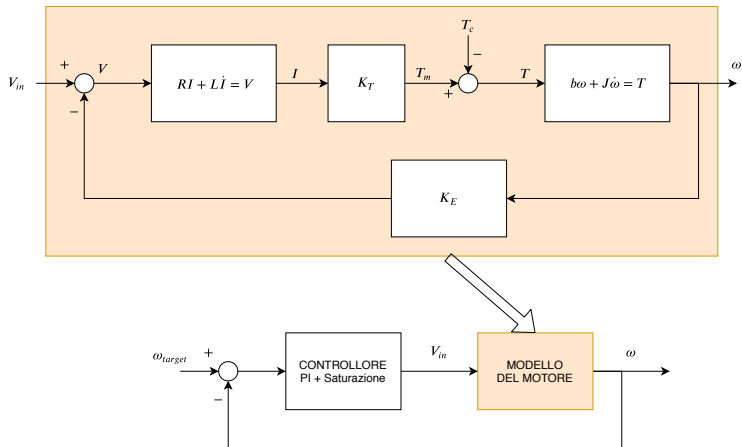 T_c
+
−
V_in
V
RI + Lİ = V
I
K_T
T_m
+
T
bω + Jω̇ = T
ω
−
K_E
ω_target
+
CONTROLLORE
PI + Saturazione
V_in
MODELLO
DEL MOTORE
ω
−